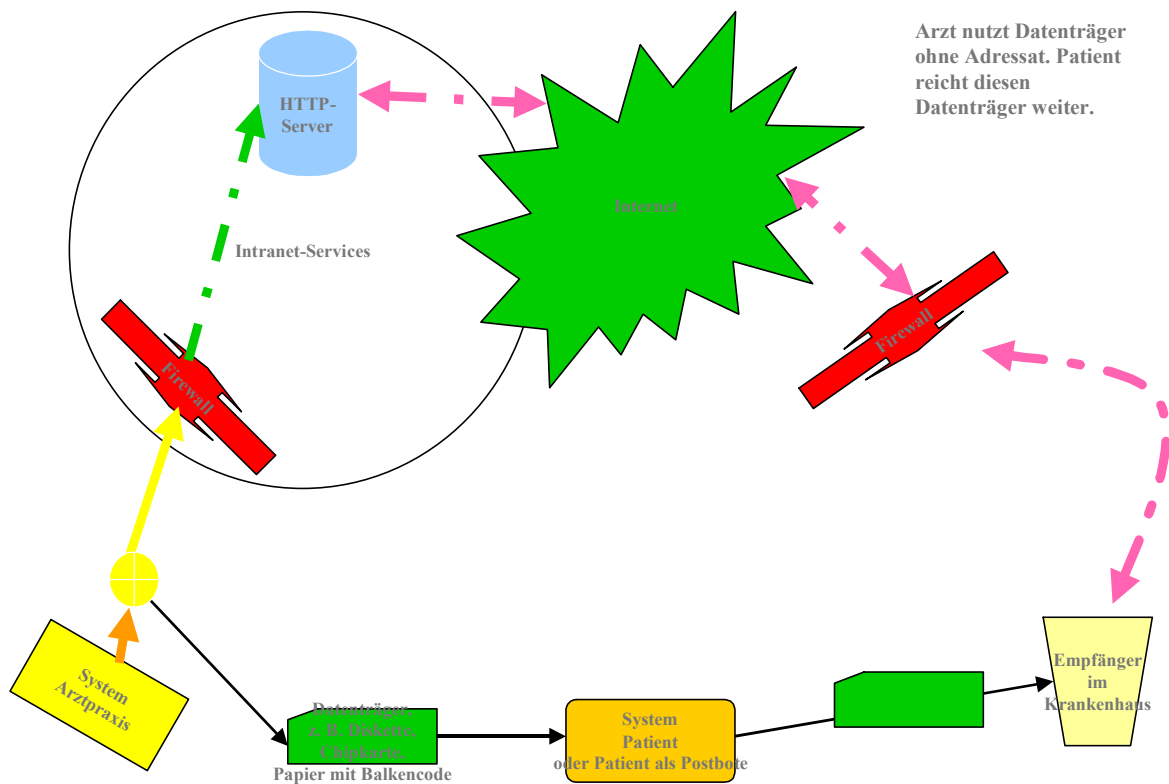 Arzt nutzt Datenträger
ohne Adressat. Patient
reicht diesen
Datenträger weiter.
HTTP-
Server
Internet
Intranet-Services
Firewall
Firewall
System
Arztpraxis
Datenträger,
z. B. Diskette,
Chipkarte,
Papier mit Balkencode
System
Patient
oder Patient als Postbote
Empfänger
im
Krankenhaus